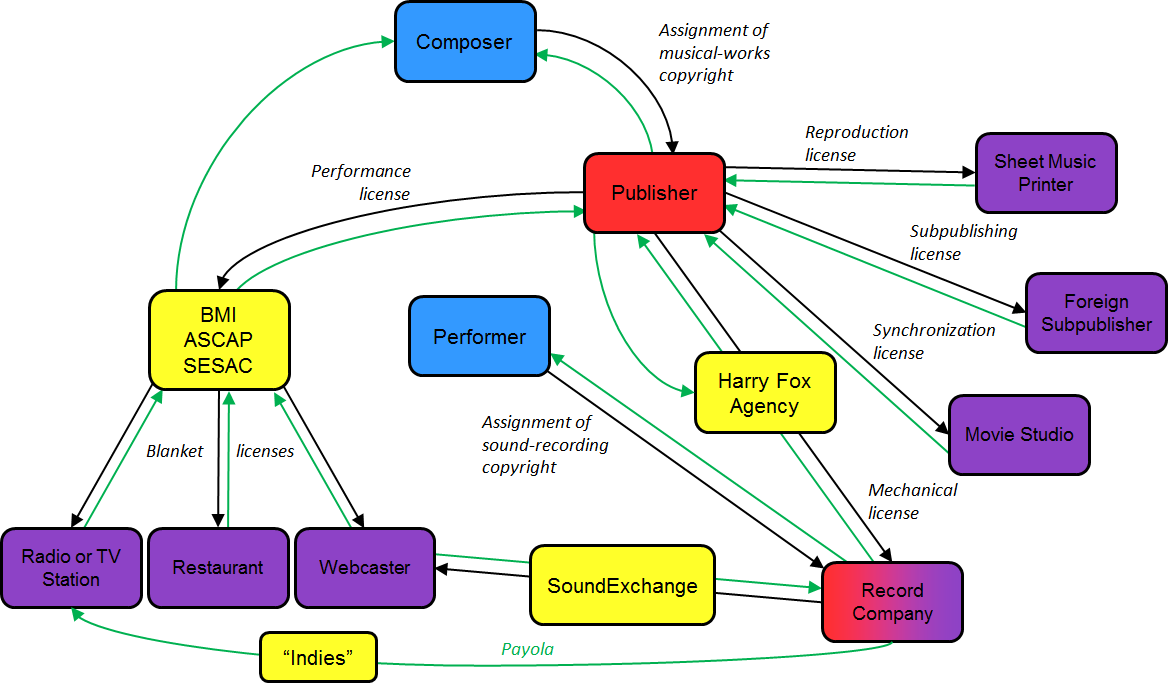 Composer
Assignment of
musical-works
copyright
Reproduction
license
Sheet Music
Printer
Performance
license
Publisher
Subpublishing
license
Foreign
Subpublisher
BMI
ASCAP
SESAC
Performer
Synchronization
license
Harry Fox
Agency
Movie Studio
Assignment of
sound-recording
copyright
Blanket
licenses
Mechanical
license
Radio or TV
Station
Restaurant
Webcaster
SoundExchange
Record
Company
“Indies”
Payola